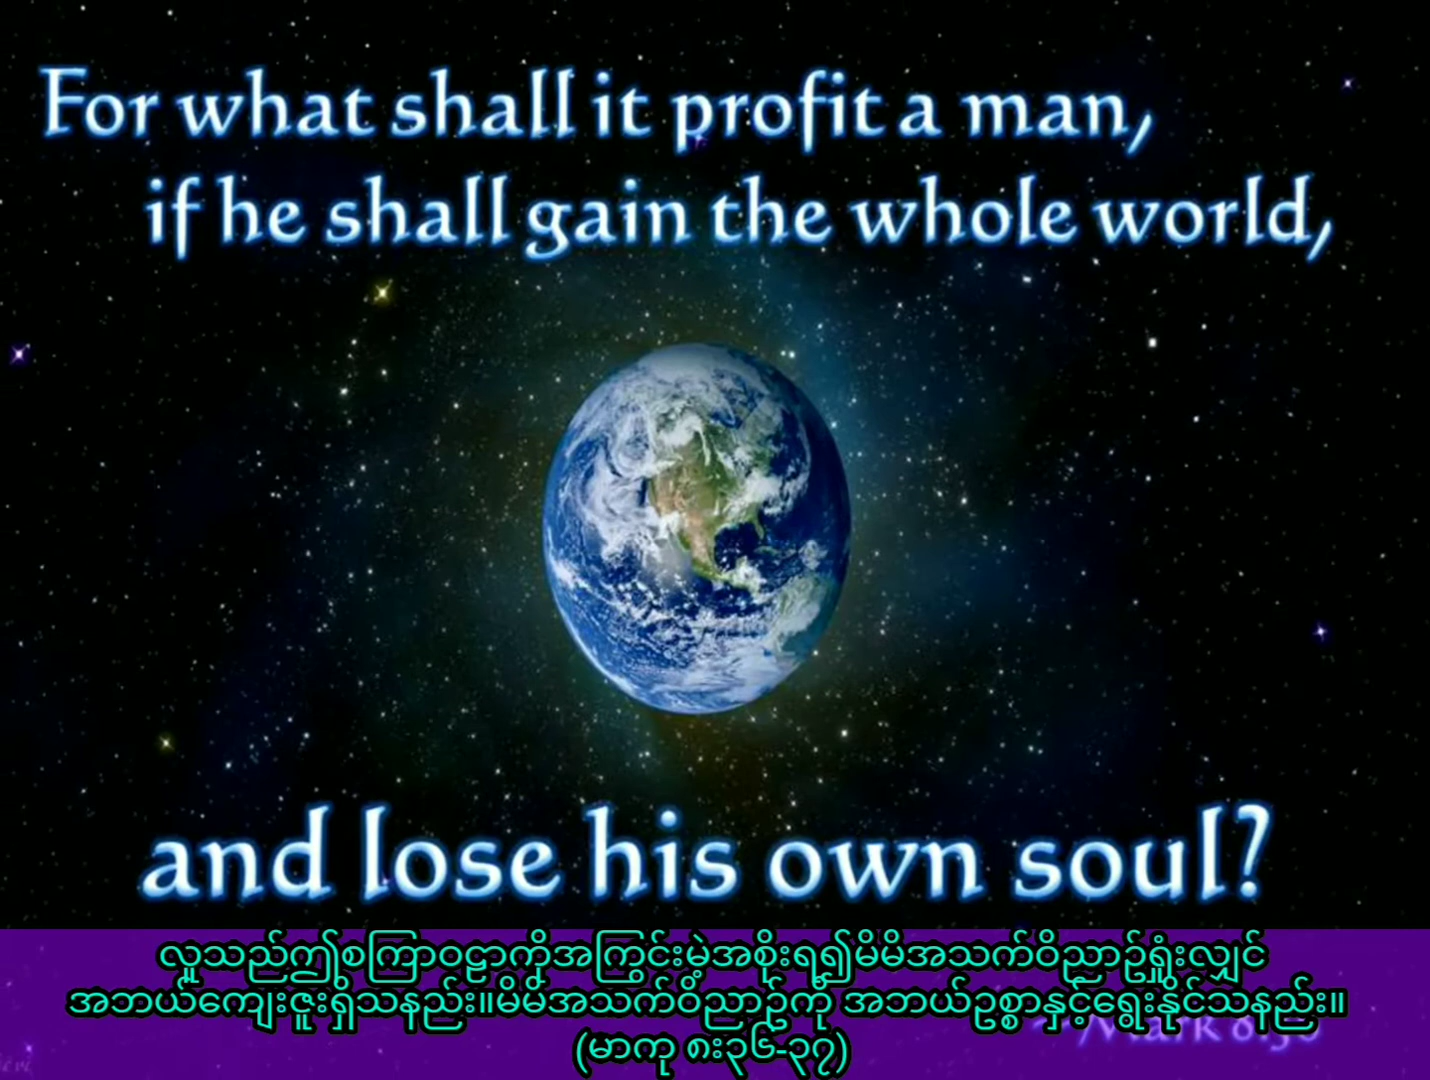 For what shall it profit a man,
if he shall gain the whole world,
and lose his own soul?
လူသည်ဤစကြာဝဠာကိုအကြွင်းမဲ့အစိုးရ၍မိမိအသက်ဝိညာဉ်ရှုံးလျှင်
အဘယ်ကျေးဇူးရှိသနည်း။မိမိအသက်ဝိညာဉ်ကို အဘယ်ဥစ္စာနှင့်ရွေးနိုင်သနည်း။
Mark 8:36
(မာကု ၈း၃၆-၃၇)